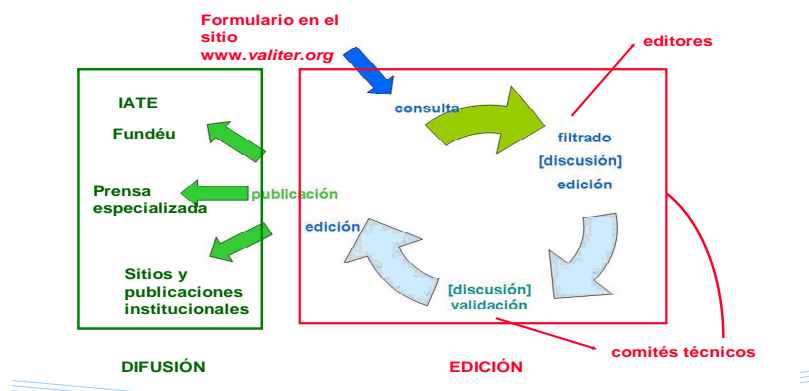 Formulario en el
sitio
www.valiter.org
editores
IATE
Fundéu
Prensa
especializada
Sitios y
publicaciones
institucionales
publicación
consulta
filtrado
[discusión]
edición
edición
[discusión]
validación
comités técnicos
DIFUSIÓN
EDICIÓN